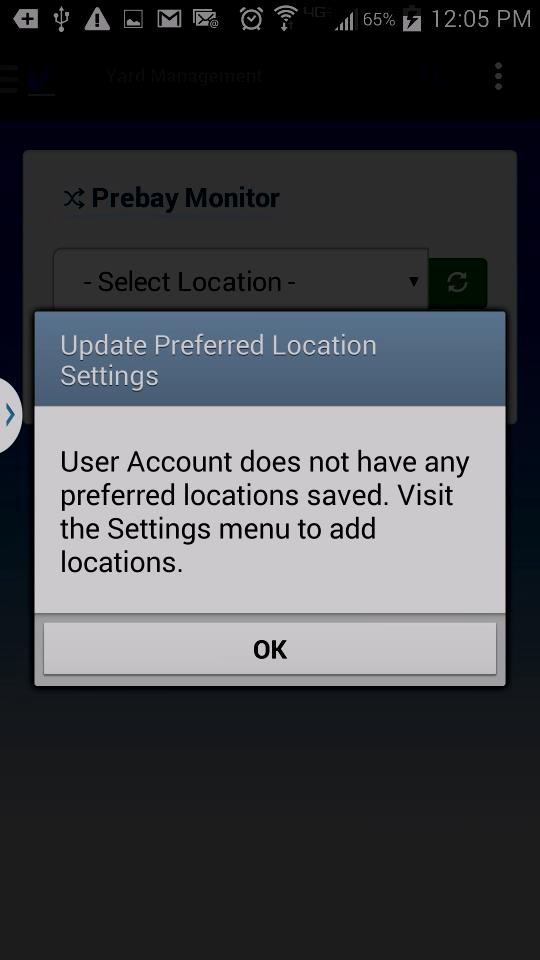 4G 65% 12:05 PM
Yard Management
Prebay Monitor
- Select Location -
Update Preferred Location
Settings
User Account does not have any
preferred locations saved. Visit
the Settings menu to add
locations.
OK